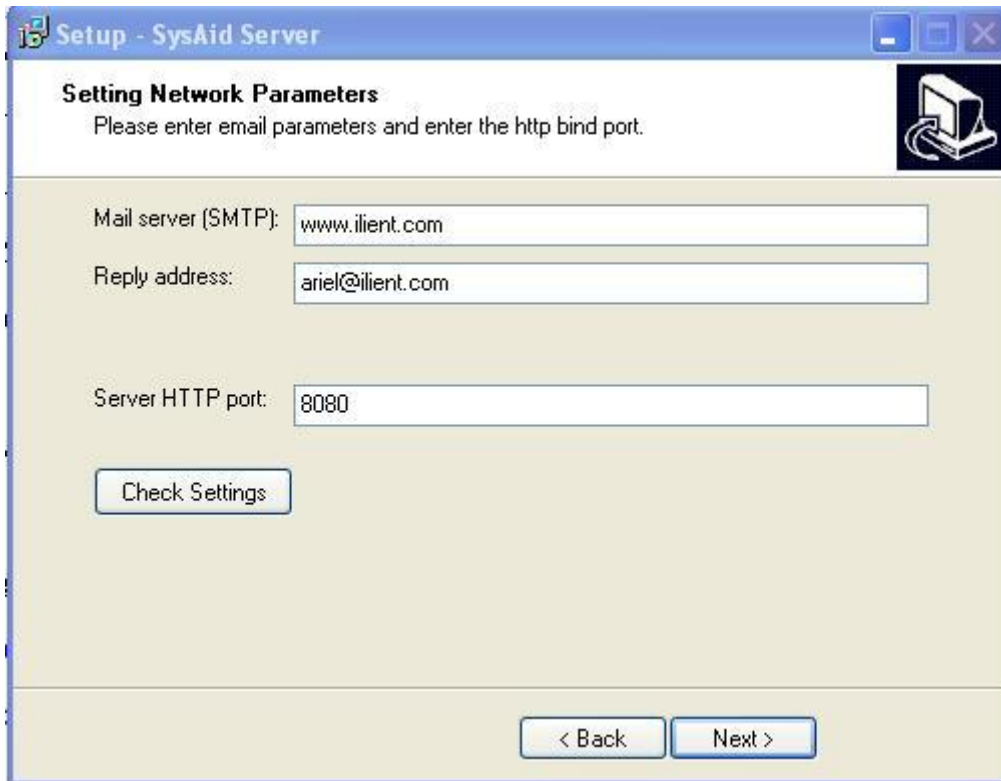 Setup - SysAid Server
Setting Network Parameters
Please enter email parameters and enter the http bind port.
Mail server (SMTP): www.ilient.com
Reply address: ariel@ilient.com
Server HTTP port: 8080
Check Settings
< Back Next >